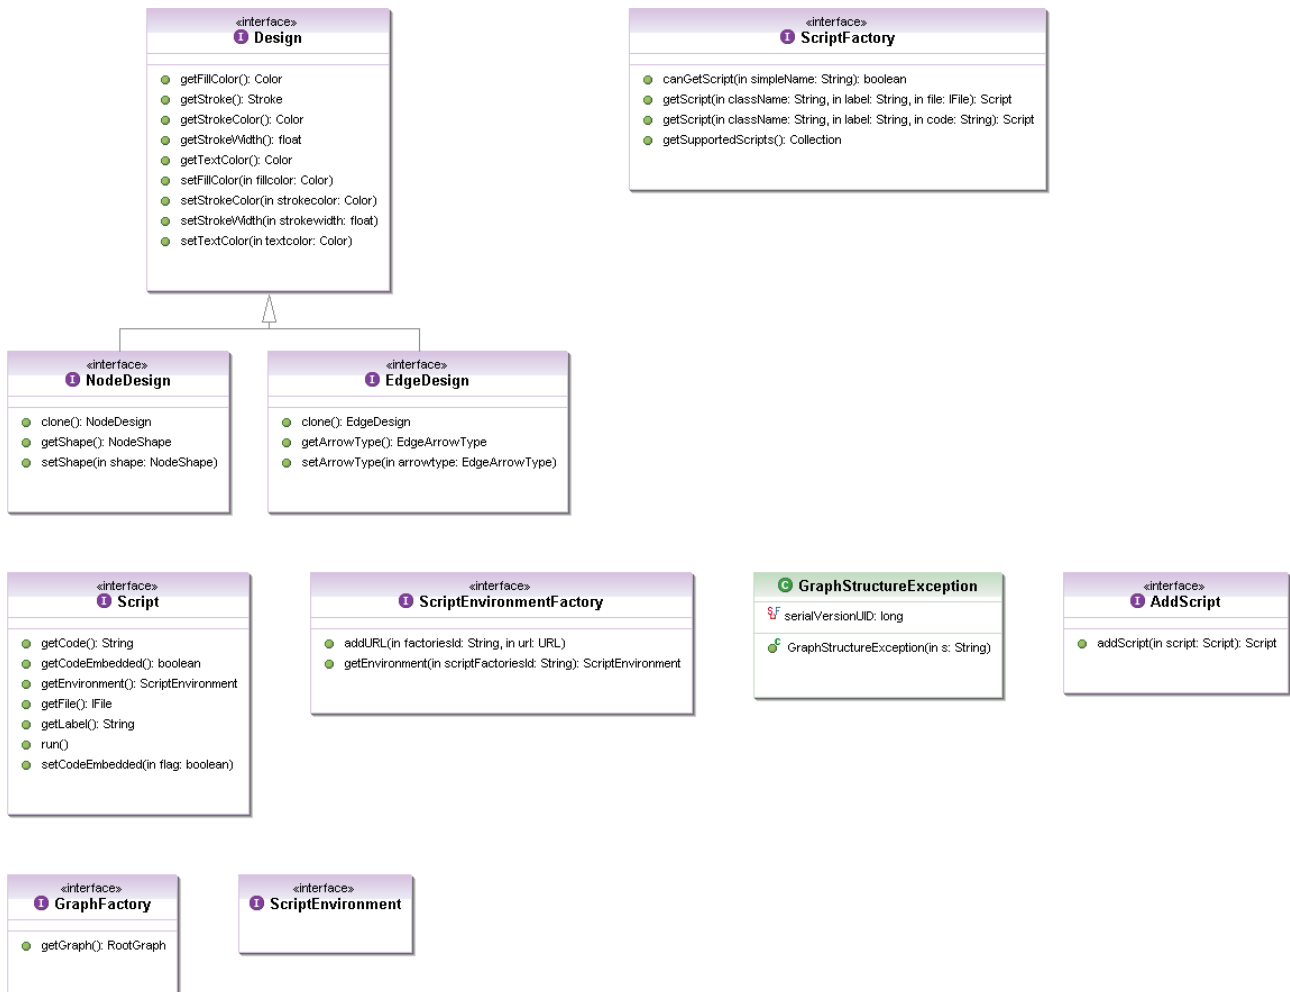 «interface»
Design
getFillColor(): Color
getStroke(): Stroke
getStrokeColor(): Color
getStrokeWidth(): float
getTextColor(): Color
setFillColor(in fillcolor: Color)
setStrokeColor(in strokecolor: Color)
setStrokeWidth(in strokewidth: float)
setTextColor(in textcolor: Color)
«interface»
ScriptFactory
canGetScript(in simpleName: String): boolean
getScript(in className: String, in label: String, in file: IFile): Script
getScript(in className: String, in label: String, in code: String): Script
getSupportedScripts(): Collection
«interface»
NodeDesign
clone(): NodeDesign
getShape(): NodeShape
setShape(in shape: NodeShape)
«interface»
EdgeDesign
clone(): EdgeDesign
getArrowType(): EdgeArrowType
setArrowType(in arrowtype: EdgeArrowType)
«interface»
Script
getCode(): String
getCodeEmbedded(): boolean
getEnvironment(): ScriptEnvironment
getFile(): IFile
getLabel(): String
run()
setCodeEmbedded(in flag: boolean)
«interface»
ScriptEnvironmentFactory
addURL(in factoriesId: String, in url: URL)
getEnvironment(in scriptFactoriesId: String): ScriptEnvironment
GraphStructureException
serialVersionUID: long
GraphStructureException(in s: String)
«interface»
AddScript
addScript(in script: Script): Script
«interface»
GraphFactory
getGraph(): RootGraph
«interface»
ScriptEnvironment